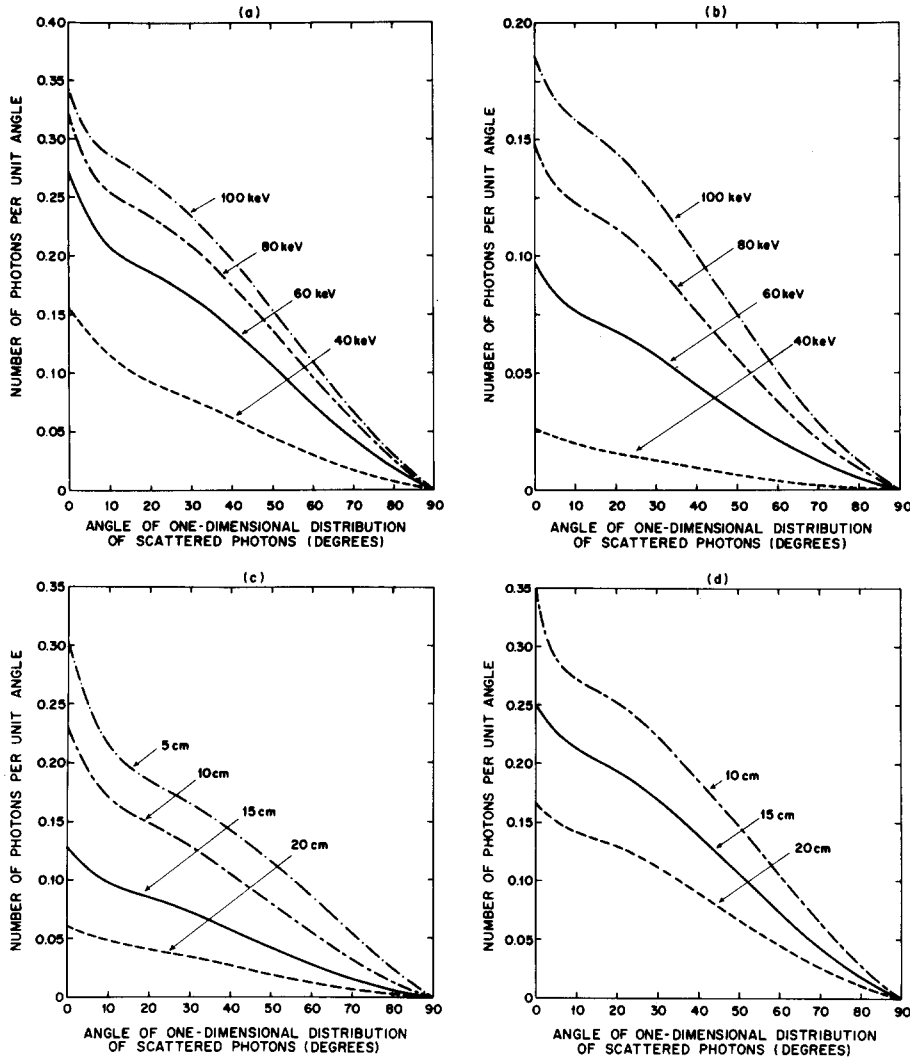 (a)
NUMBER OF PHOTONS PER UNIT ANGLE
0.40
0.35
0.30
0.25
0.20
0.15
0.10
0.05
0
100 keV
80 keV
60 keV
40 keV
0 10 20 30 40 50 60 70 80 90
ANGLE OF ONE-DIMENSIONAL DISTRIBUTION
OF SCATTERED PHOTONS (DEGREES)
(b)
NUMBER OF PHOTONS PER UNIT ANGLE
0.20
0.15
0.10
0.05
0
100 keV
80 keV
60 keV
40 keV
0 10 20 30 40 50 60 70 80 90
ANGLE OF ONE-DIMENSIONAL DISTRIBUTION
OF SCATTERED PHOTONS (DEGREES)
(c)
NUMBER OF PHOTONS PER UNIT ANGLE
0.35
0.30
0.25
0.20
0.15
0.10
0.05
0
5 cm
10 cm
15 cm
20 cm
0 10 20 30 40 50 60 70 80 90
ANGLE OF ONE-DIMENSIONAL DISTRIBUTION
OF SCATTERED PHOTONS (DEGREES)
(d)
NUMBER OF PHOTONS PER UNIT ANGLE
0.35
0.30
0.25
0.20
0.15
0.10
0.05
0
10 cm
15 cm
20 cm
0 10 20 30 40 50 60 70 80 90
ANGLE OF ONE-DIMENSIONAL DISTRIBUTION
OF SCATTERED PHOTONS (DEGREES)